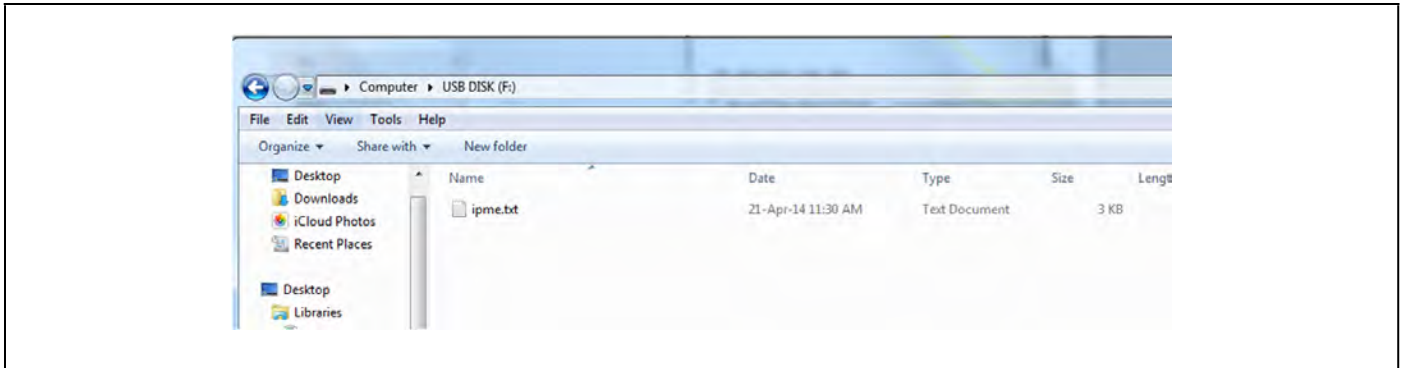 Computer ▸ USB DISK (F:)
File Edit View Tools Help
Organize Share with New folder
Desktop
Downloads
iCloud Photos
Recent Places
Desktop
Libraries
Name Date Type Size
ipme.txt 21-Apr-14 11:30 AM Text Document 3 KB